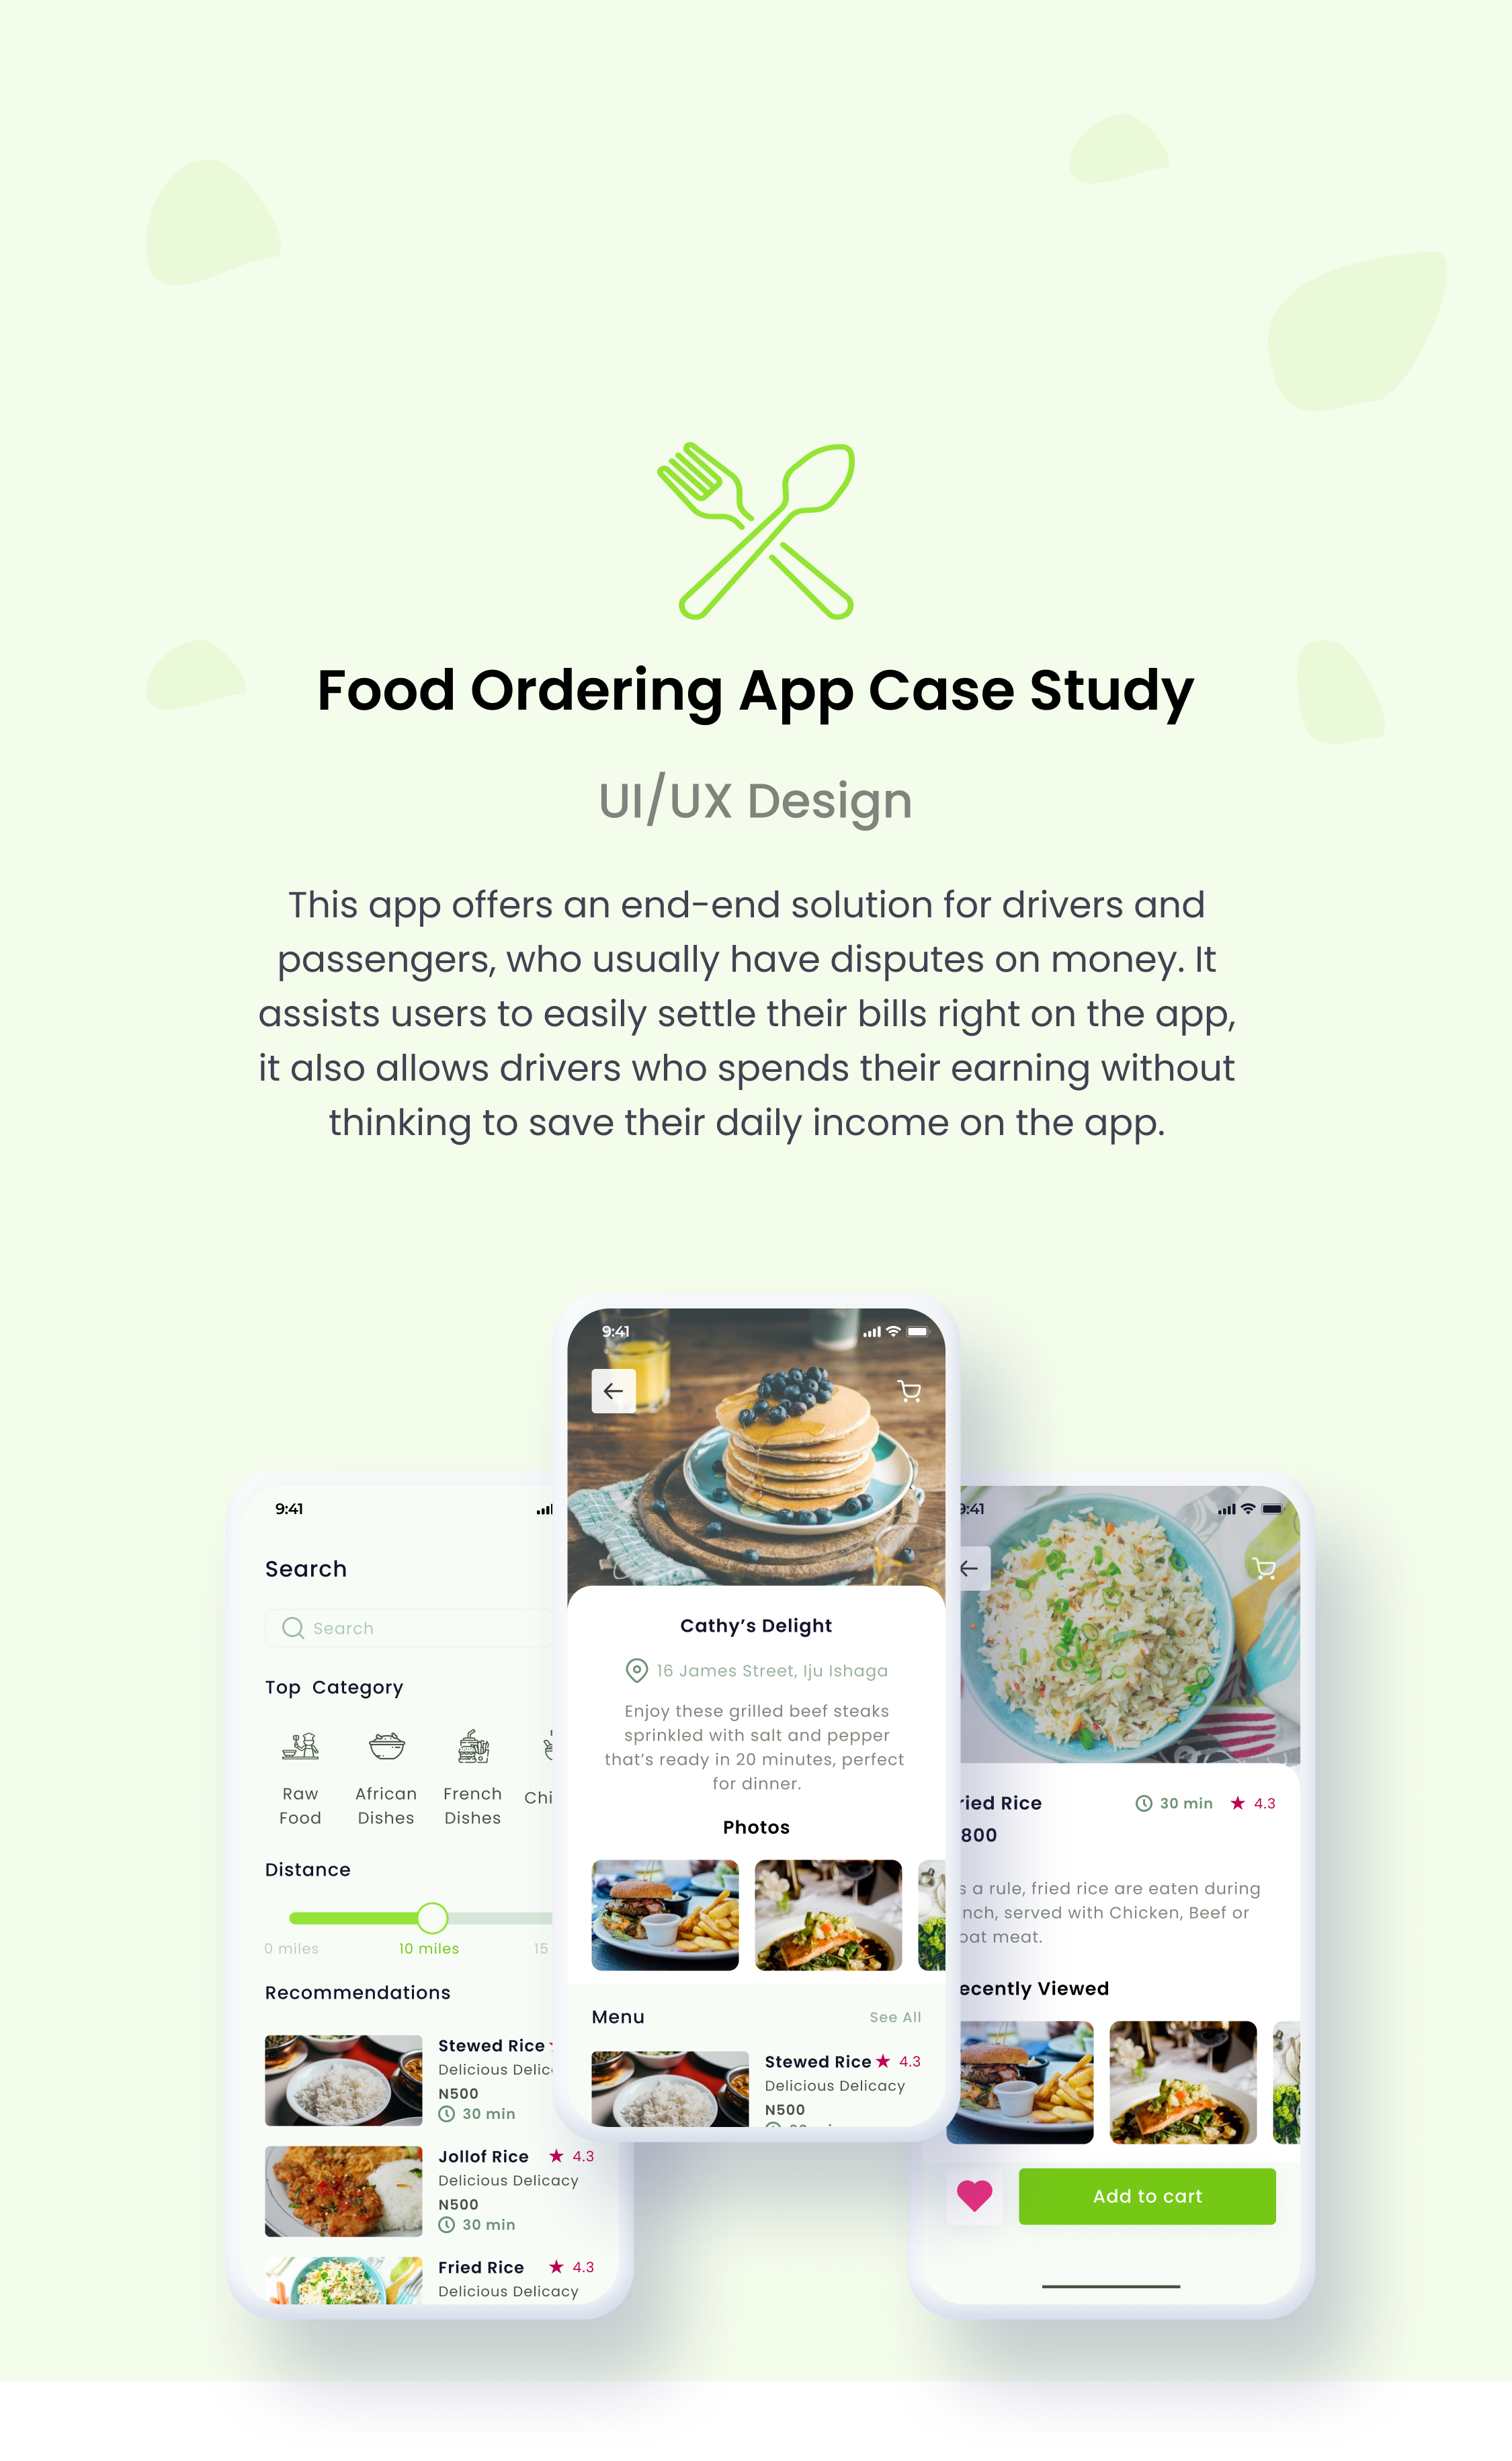 Food Ordering App Case Study
UI/UX Design
This app offers an end-end solution for drivers and
passengers, who usually have disputes on money. It
assists users to easily settle their bills right on the app,
it also allows drivers who spends their earning without
thinking to save their daily income on the app.
9:41
Search
Search
Top Category
Raw
Food
African
Dishes
French
Dishes
Chi
Distance
0 miles
10 miles
15
Recommendations
Stewed Rice
Delicious Delic
N500
30 min
Jollof Rice 4.3
Delicious Delicacy
N500
30 min
Fried Rice 4.3
Delicious Delicacy
9:41
Cathy’s Delight
16 James Street, Iju Ishaga
Enjoy these grilled beef steaks
sprinkled with salt and pepper
that’s ready in 20 minutes, perfect
for dinner.
Photos
Menu
See All
Stewed Rice 4.3
Delicious Delicacy
N500
9:41
ried Rice
30 min 4.3
800
s a rule, fried rice are eaten during
nch, served with Chicken, Beef or
oat meat.
ecently Viewed
Add to cart